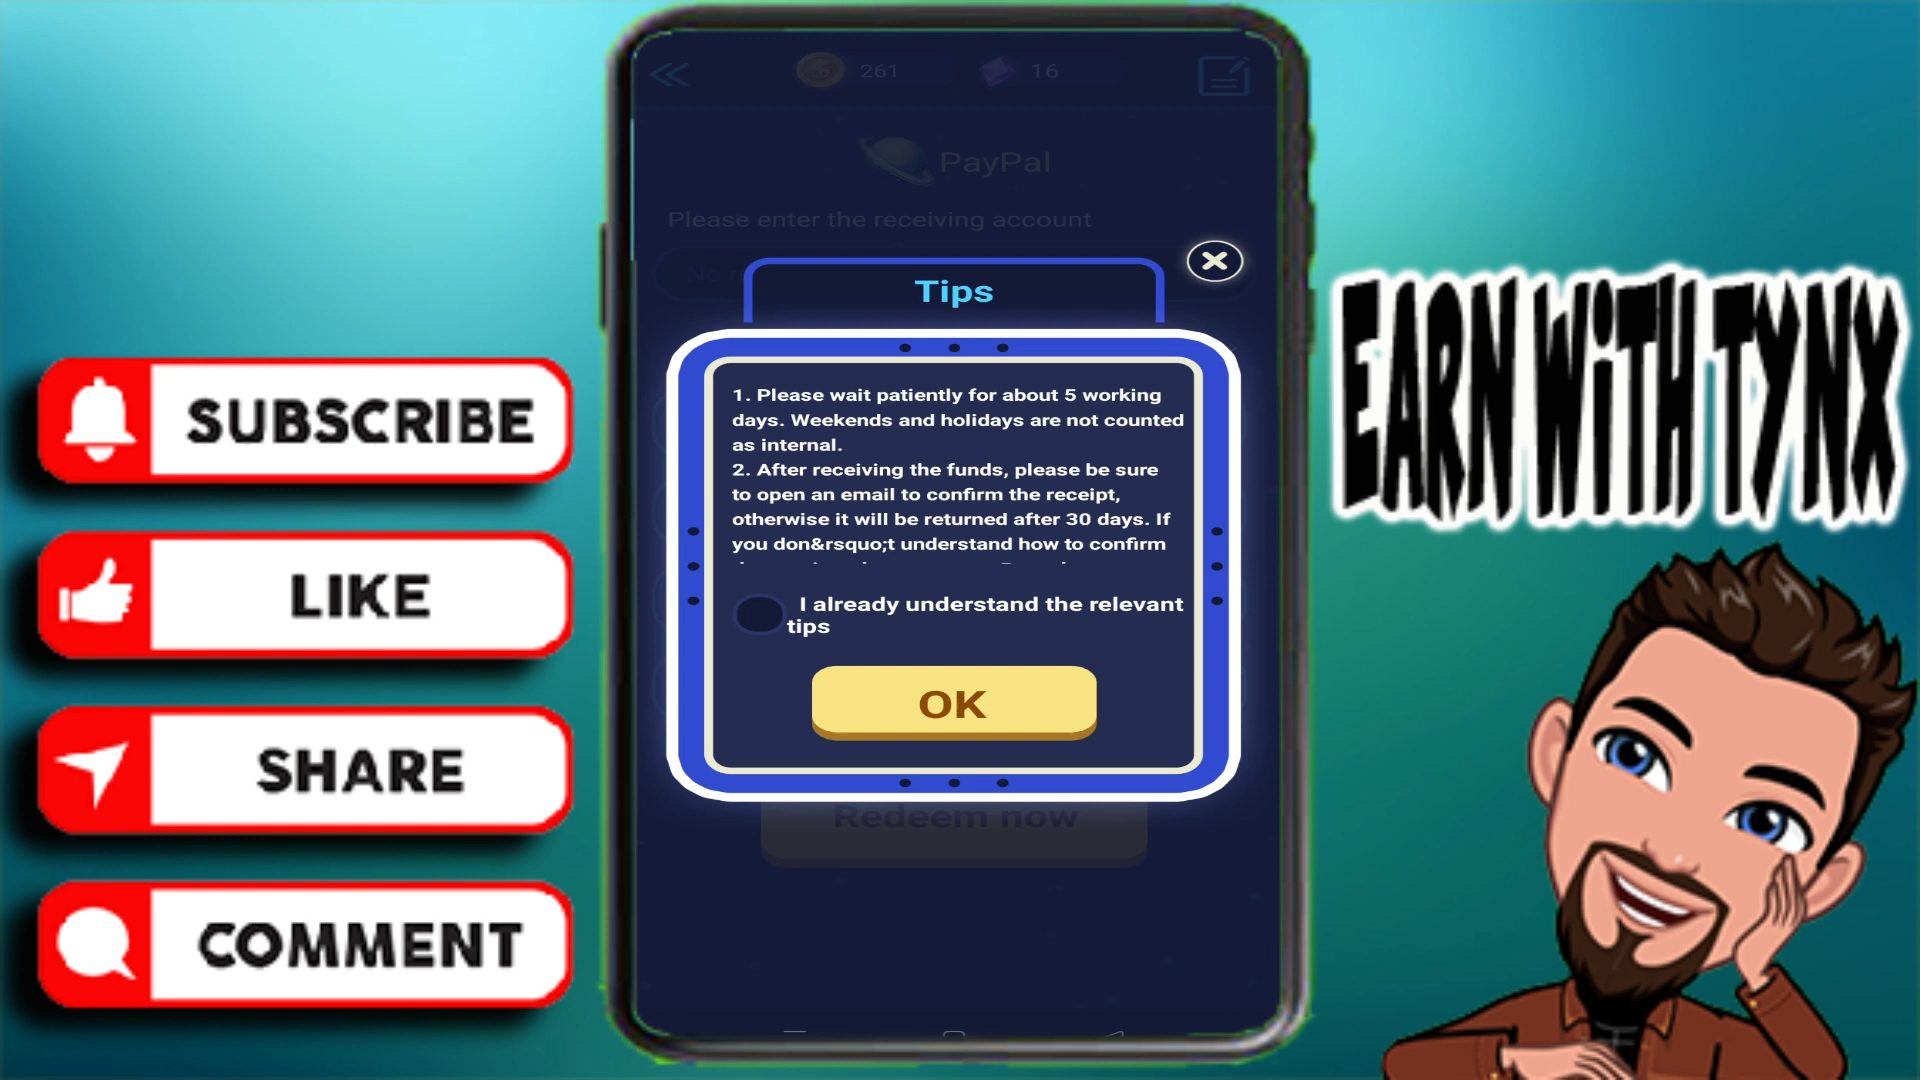 261
16
PayPal
Please enter the receiving account
No
Tips
1. Please wait patiently for about 5 working
days. Weekends and holidays are not counted
as internal.
2. After receiving the funds, please be sure
to open an email to confirm the receipt,
otherwise it will be returned after 30 days. If
you don&rsquo;t understand how to confirm
I already understand the relevant
tips
OK
Redeem now
SUBSCRIBE
LIKE
SHARE
COMMENT
EARN WiTH TYNX